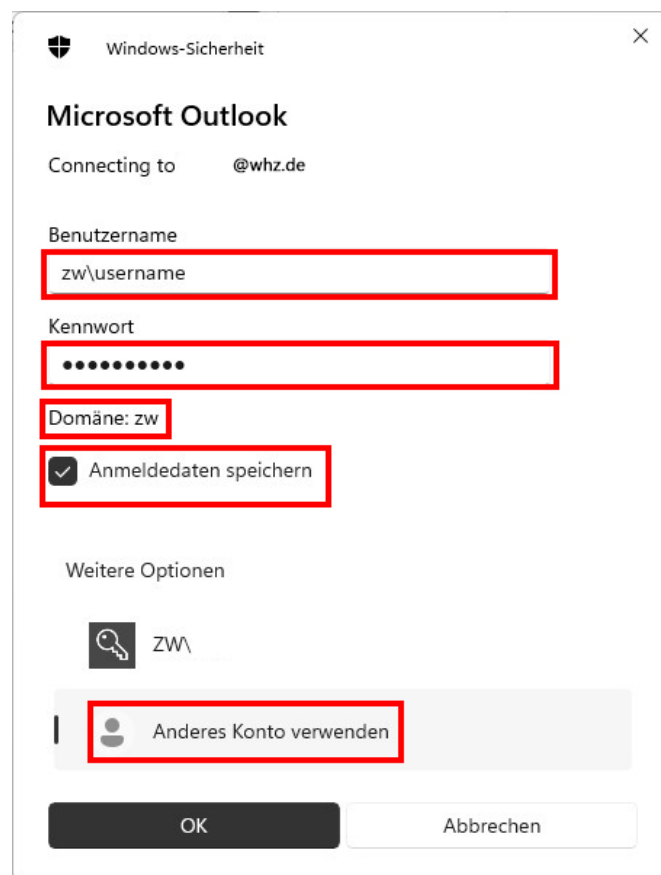 Windows-Sicherheit
Microsoft Outlook
Connecting to @whz.de
Benutzername
zw\username
Kennwort
••••••••••
Domäne: zw
Anmeldedaten speichern
Weitere Optionen
ZW\
Anderes Konto verwenden
OK Abbrechen